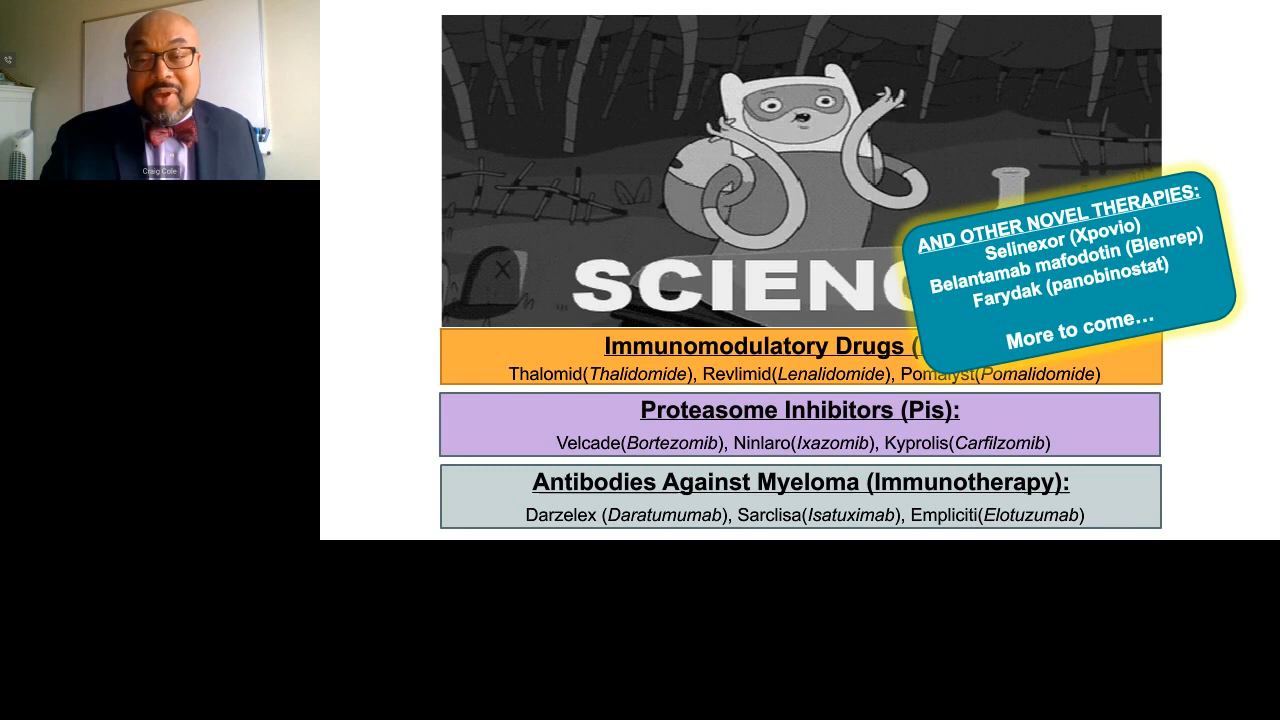 Craig Cole
SCIENC
AND OTHER NOVEL THERAPIES:
Selinexor (Xpovio)
Belantamab mafodotin (Blenrep)
Farydak (panobinostat)
More to come…
Immunomodulatory Drugs (
Thalomid(Thalidomide), Revlimid(Lenalidomide), Pomalyst(Pomalidomide)
Proteasome Inhibitors (Pis):
Velcade(Bortezomib), Ninlaro(Ixazomib), Kyprolis(Carfilzomib)
Antibodies Against Myeloma (Immunotherapy):
Darzelex (Daratumumab), Sarclisa(Isatuximab), Empliciti(Elotuzumab)